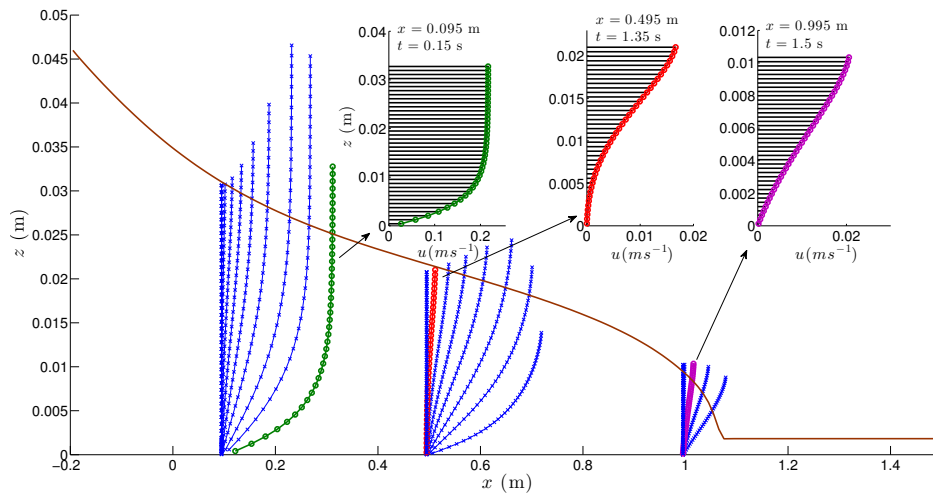 x = 0.095 m
t = 0.15 s
0.04
0.03
0.02
0.01
0
z (m)
0 0.1 0.2
u(ms⁻¹)
x = 0.495 m
t = 1.35 s
0.02
0.015
0.01
0.005
0
0 0.01 0.02
u(ms⁻¹)
x = 0.995 m
t = 1.5 s
0.012
0.01
0.008
0.006
0.004
0.002
0
0 0.02
u(ms⁻¹)
0.05
0.045
0.04
0.035
0.03
0.025
0.02
0.015
0.01
0.005
0
z (m)
−0.2 0 0.2 0.4 0.6 0.8 1 1.2 1.4
x (m)